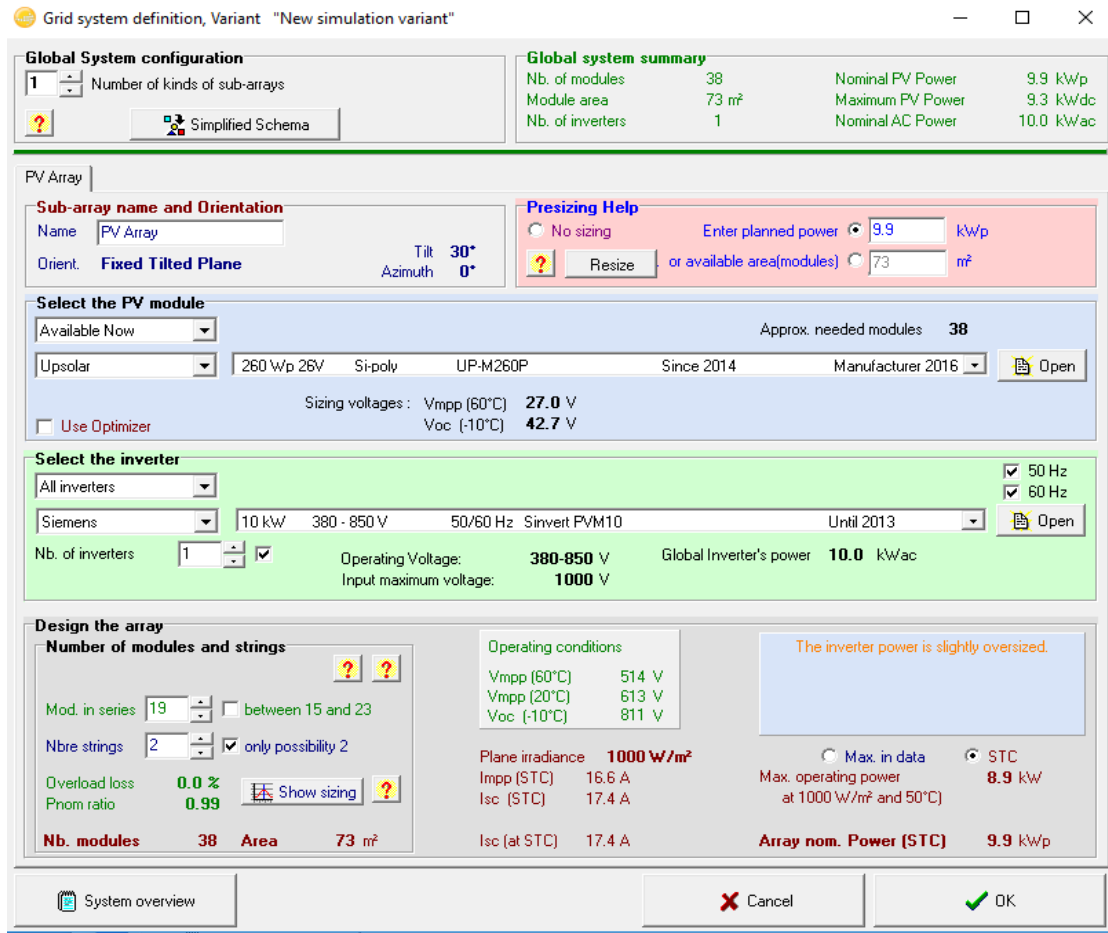 Grid system definition, Variant "New simulation variant"
Global System configuration
1 Number of kinds of sub-arrays
? Simplified Schema
Global system summary
Nb. of modules 38 Nominal PV Power 9.9 kWp
Module area 73 m² Maximum PV Power 9.3 kWdc
Nb. of inverters 1 Nominal AC Power 10.0 kWac
PV Array
Sub-array name and Orientation
Name PV Array
Orient. Fixed Tilted Plane
Tilt 30°
Azimuth 0°
Presizing Help
No sizing Enter planned power 9.9 kWp
? Resize . or available area(modules) 73 m²
Select the PV module
Available Now Approx. needed modules 38
Upsolar 260 Wp 26V Si-poly UP-M260P Since 2014 Manufacturer 2016 Open
Sizing voltages : Vmpp (60°C) 27.0 V
Use Optimizer Voc (-10°C) 42.7 V
Select the inverter
All inverters 50 Hz
60 Hz
Siemens 10 kW 380 - 850 V 50/60 Hz Sinvert PVM10 Until 2013 Open
Nb. of inverters 1 Operating Voltage: 380-850 V Global Inverter's power 10.0 kWac
Input maximum voltage: 1000 V
Design the array
Number of modules and strings
? ?
Mod. in series 19 between 15 and 23
Nbre strings 2 only possibility 2
Overload loss 0.0 %
Pnom ratio 0.99
Show sizing ?
Nb. modules 38 Area 73 m²
Operating conditions
Vmpp (60°C) 514 V
Vmpp (20°C) 613 V
Voc (-10°C) 811 V
Plane irradiance 1000 W/m²
Impp (STC) 16.6 A
Isc (STC) 17.4 A
Isc (at STC) 17.4 A
The inverter power is slightly oversized.
Max. in data STC
Max. operating power 8.9 kW
at 1000 W/m² and 50°C)
Array nom. Power (STC) 9.9 kWp
System overview Cancel OK